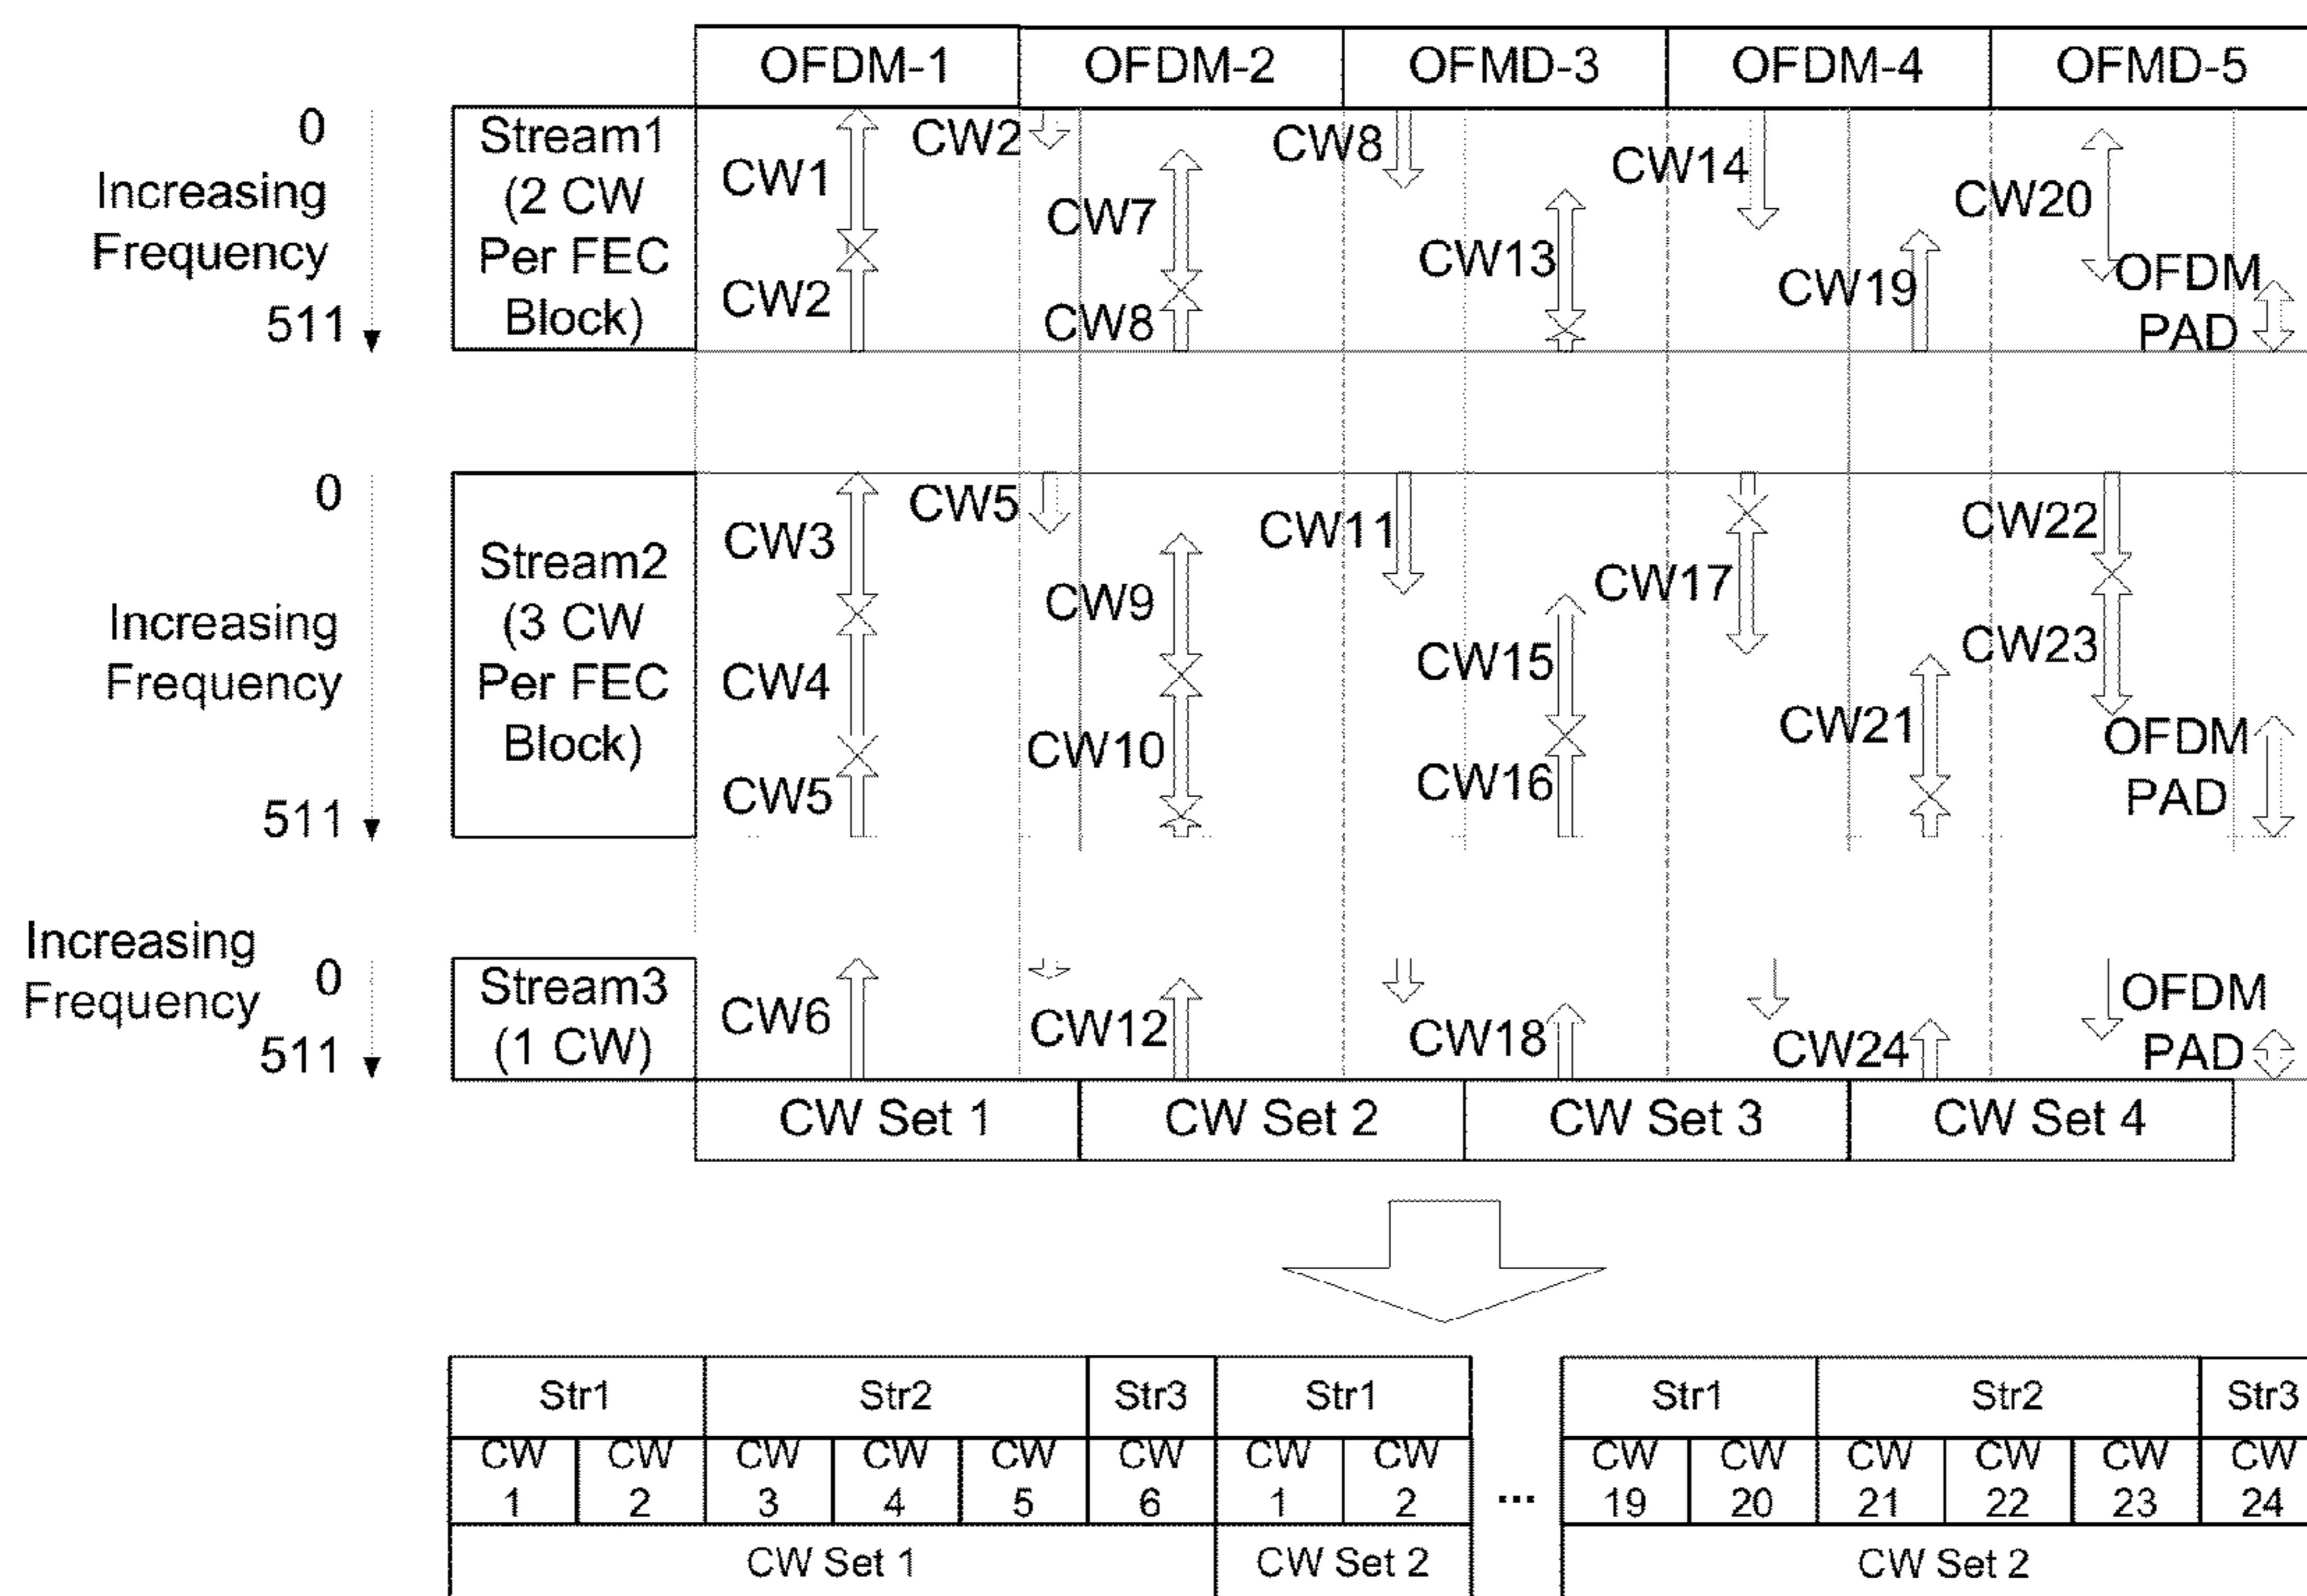 OFDM-1 OFDM-2 OFMD-3 OFDM-4 OFMD-5
0
Increasing
Frequency
511
Stream1
(2 CW
Per FEC
Block)
CW1
CW2
CW2
CW7
CW8
CW8
CW13
CW14
CW19
CW20
OFDM
PAD
0
Increasing
Frequency
511
Stream2
(3 CW
Per FEC
Block)
CW3
CW4
CW5
CW5
CW9
CW10
CW11
CW15
CW16
CW17
CW21
CW22
CW23
OFDM
PAD
Increasing
Frequency
0
511
Stream3
(1 CW)
CW6
CW12
CW18
CW24
OFDM
PAD
CW Set 1 CW Set 2 CW Set 3 CW Set 4
Str1 Str2 Str3 Str1 Str1 Str2 Str3
CW CW CW CW CW CW CW CW CW CW CW CW CW CW
1 2 3 4 5 6 1 2 ... 19 20 21 22 23 24
CW Set 1 CW Set 2 CW Set 2